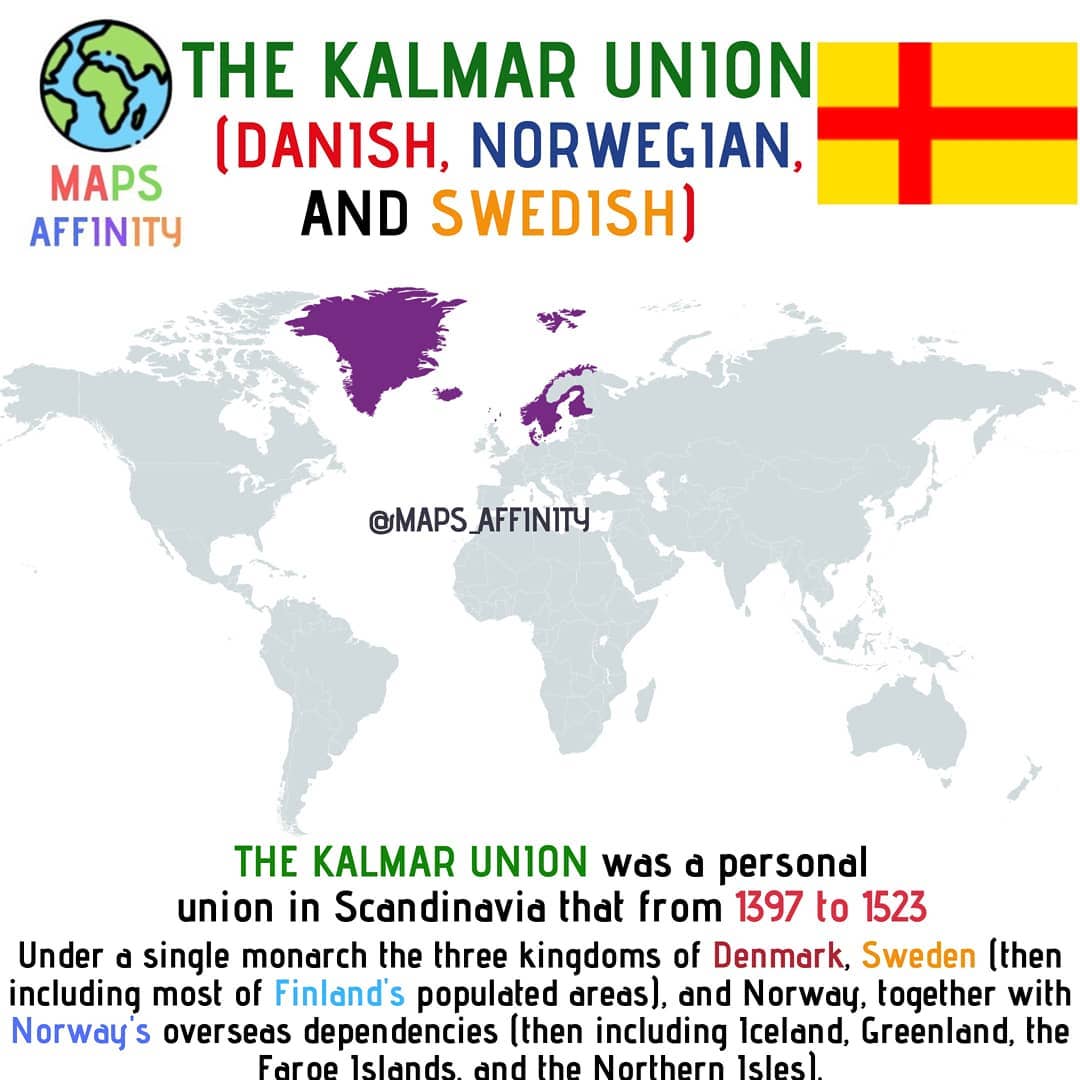 THE KALMAR UNION
(DANISH, NORWEGIAN,
AND SWEDISH)
MAPS
AFFINITY
@MAPS_AFFINITY
THE KALMAR UNION was a personal
union in Scandinavia that from 1397 to 1523
Under a single monarch the three kingdoms of Denmark, Sweden (then
including most of Finland's populated areas), and Norway, together with
Norway's overseas dependencies (then including Iceland, Greenland, the
Faroe Islands, and the Northern Isles).